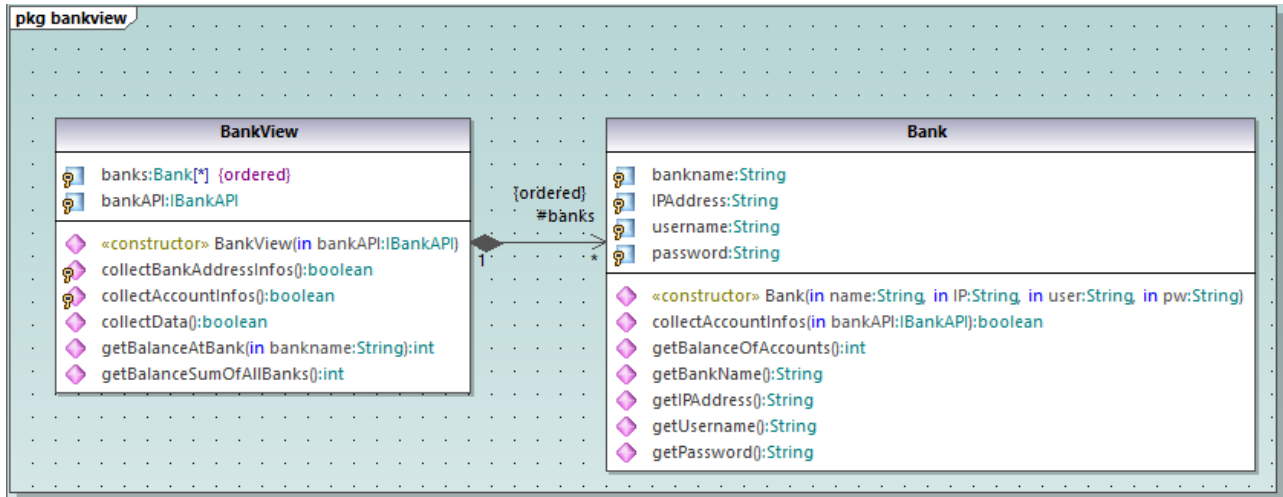 pkg bankview
BankView
banks:Bank[*] {ordered}
bankAPI:IBankAPI
«constructor» BankView(in bankAPI:IBankAPI)
collectBankAddressInfos():boolean
collectAccountInfos():boolean
collectData():boolean
getBalanceAtBank(in bankname:String):int
getBalanceSumOfAllBanks():int
{ordered}
#banks
1
*
Bank
bankname:String
IPAddress:String
username:String
password:String
«constructor» Bank(in name:String, in IP:String, in user:String, in pw:String)
collectAccountInfos(in bankAPI:IBankAPI):boolean
getBalanceOfAccounts():int
getBankName():String
getIPAddress():String
getUsername():String
getPassword():String